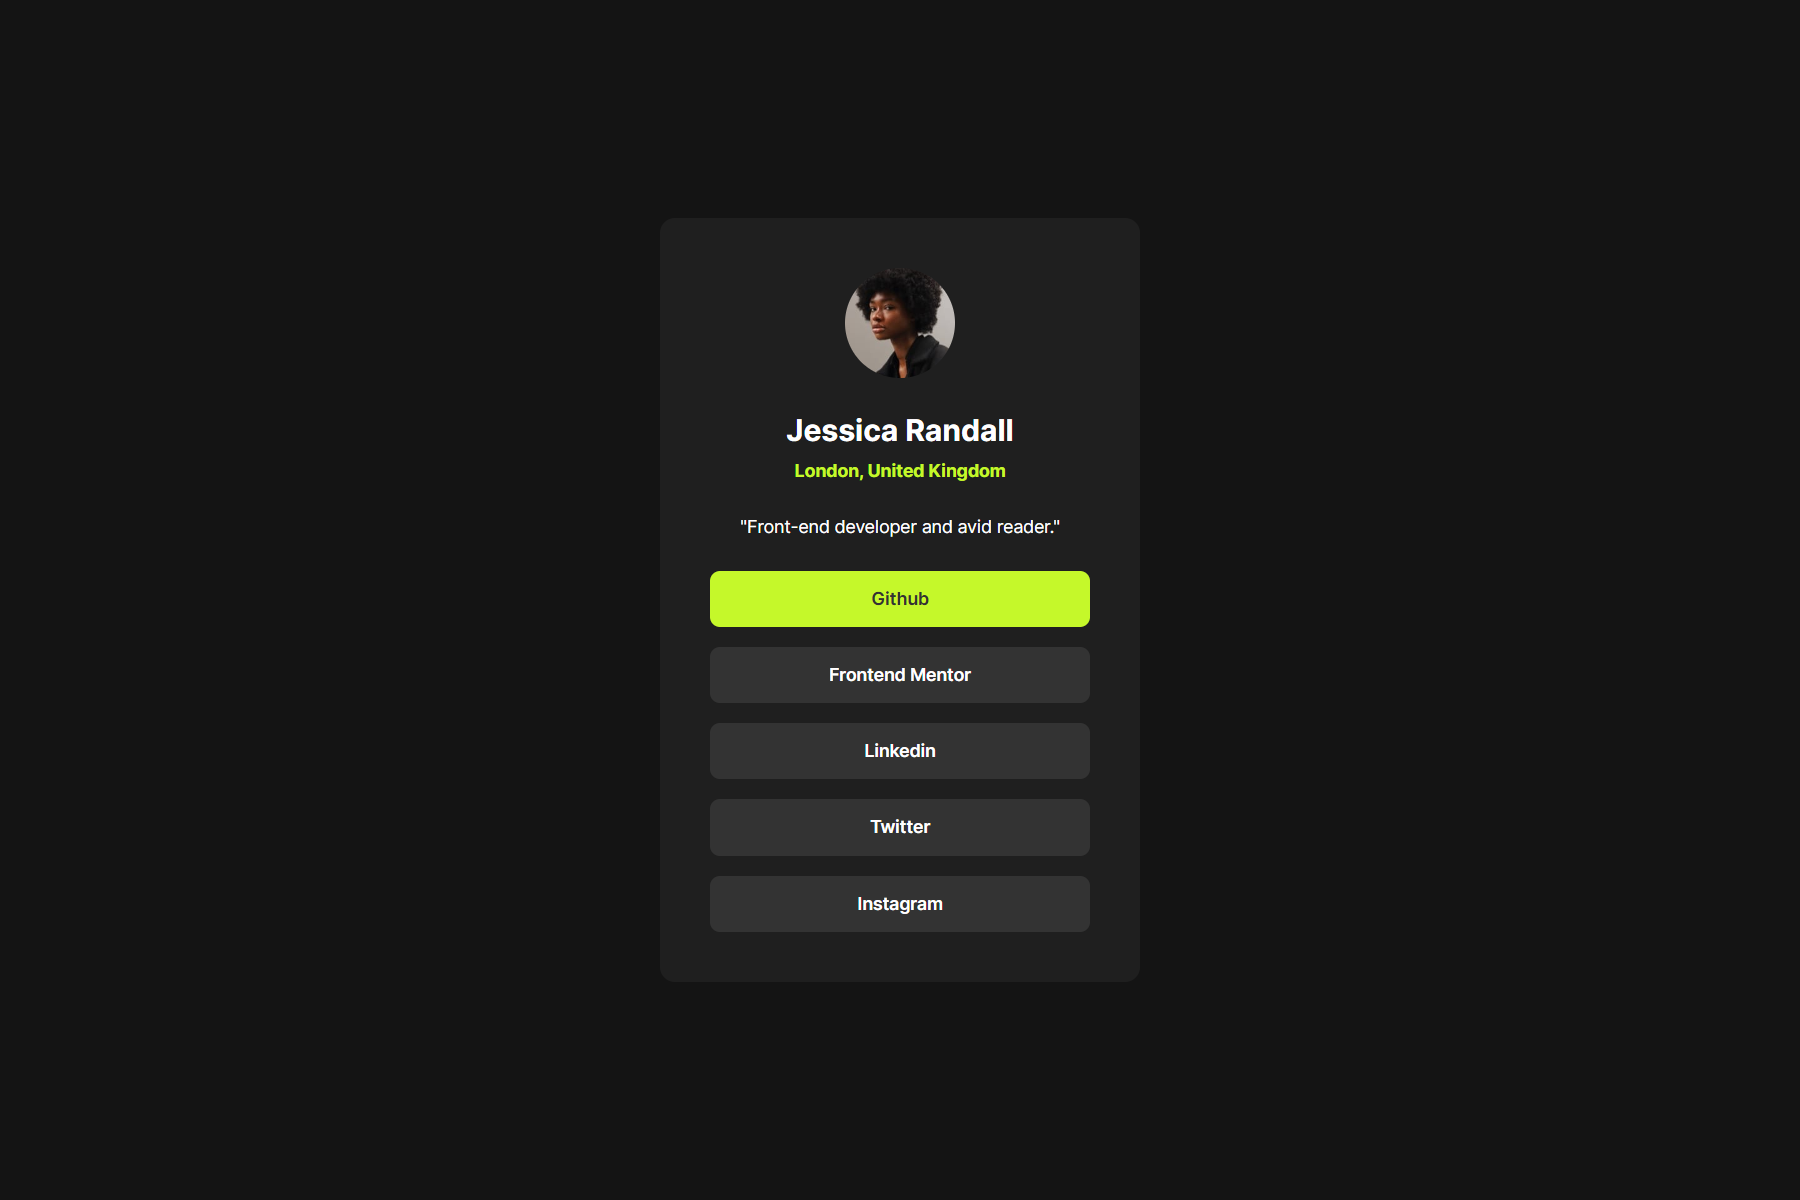 Jessica Randall
London, United Kingdom
"Front-end developer and avid reader."
Github
Frontend Mentor
Linkedin
Twitter
Instagram